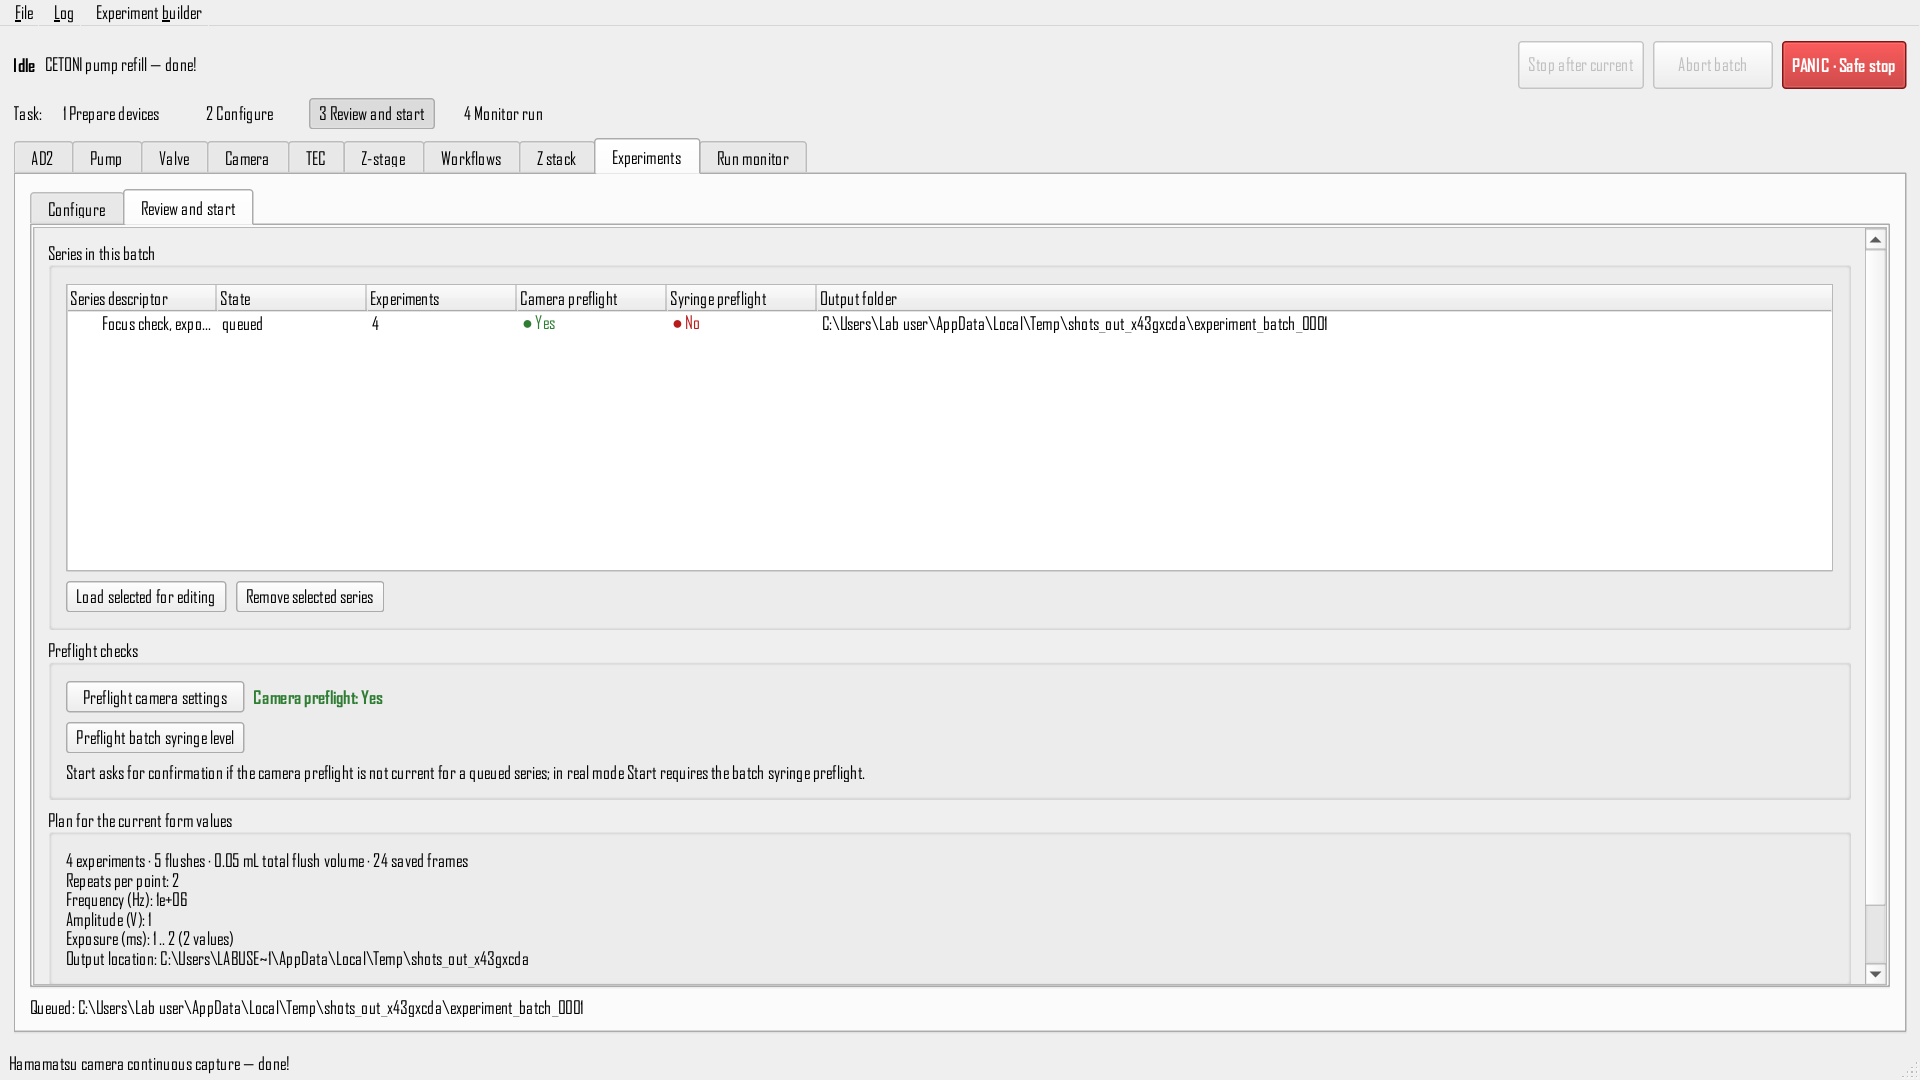 File Log Experiment builder
Idle CETONI pump refill — done!
Stop after current Abort batch PANIC · Safe stop
Task: 1 Prepare devices 2 Configure 3 Review and start 4 Monitor run
AD2 Pump Valve Camera TEC Z-stage Workflows Z stack Experiments Run monitor
Configure Review and start
Series in this batch
Series descriptor State Experiments Camera preflight Syringe preflight Output folder
Focus check, expo... queued 4 ● Yes ● No C:\Users\Lab user\AppData\Local\Temp\shots_out_x43gxcda\experiment_batch_0001
Load selected for editing Remove selected series
Preflight checks
Preflight camera settings Camera preflight: Yes
Preflight batch syringe level
Start asks for confirmation if the camera preflight is not current for a queued series; in real mode Start requires the batch syringe preflight.
Plan for the current form values
4 experiments · 5 flushes · 0.05 mL total flush volume · 24 saved frames
Repeats per point: 2
Frequency (Hz): 1e+06
Amplitude (V): 1
Exposure (ms): 1 .. 2 (2 values)
Output location: C:\Users\LABUSE~1\AppData\Local\Temp\shots_out_x43gxcda
Queued: C:\Users\Lab user\AppData\Local\Temp\shots_out_x43gxcda\experiment_batch_0001
Hamamatsu camera continuous capture — done!